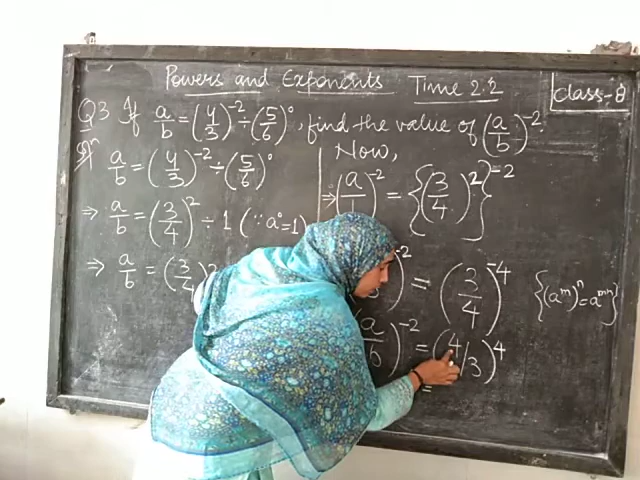 Powers and Exponents Time 2.2
Class-8
Q3 If a/b = (4/3)^-2 ÷ (5/6)^0, find the value of (a/b)^-2
a/b = (4/3)^-2 ÷ (5/6)^0
⇒ a/b = (3/4)^2 ÷ 1 (∵ a^0 = 1)
⇒ a/b = (3/4)^2
Now,
⇒ (a/ )^-2 = {(3/4)^2}^-2
)^-2 = (3/4)^-4 {(a^m)^n = a^mn}
(a/b)^-2 = (4/3)^4
=